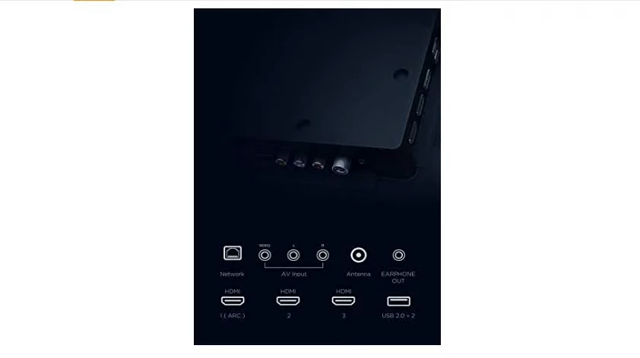 VIDEO L R
Network AV Input Antenna EARPHONE
OUT
HDMI HDMI HDMI
1 ( ARC ) 2 3 USB 2.0 × 2